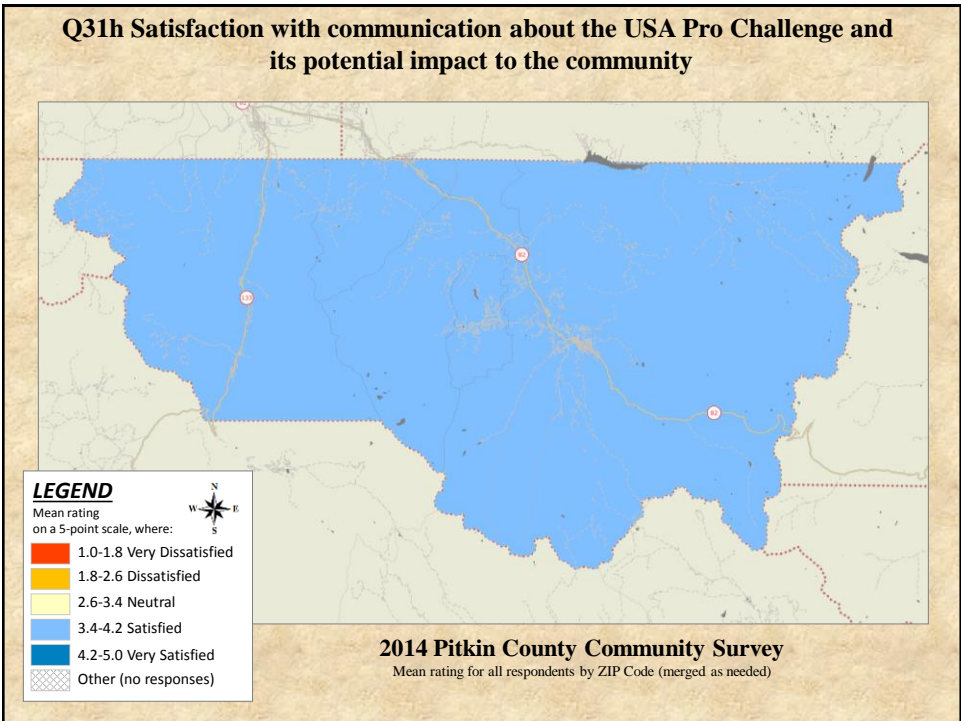 Q31h Satisfaction with communication about the USA Pro Challenge and
its potential impact to the community
82
82
133
82
LEGEND
Mean rating
on a 5-point scale, where:
N
W
E
S
1.0-1.8 Very Dissatisfied
1.8-2.6 Dissatisfied
2.6-3.4 Neutral
3.4-4.2 Satisfied
4.2-5.0 Very Satisfied
Other (no responses)
2014 Pitkin County Community Survey
Mean rating for all respondents by ZIP Code (merged as needed)